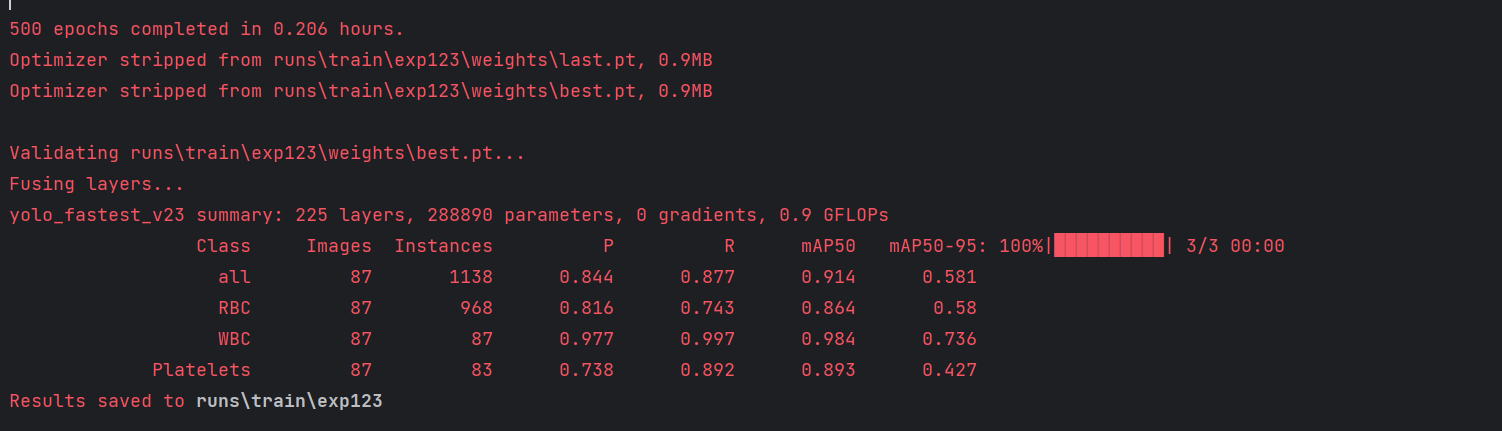 500 epochs completed in 0.206 hours.
Optimizer stripped from runs\train\exp123\weights\last.pt, 0.9MB
Optimizer stripped from runs\train\exp123\weights\best.pt, 0.9MB
Validating runs\train\exp123\weights\best.pt...
Fusing layers...
yolo_fastest_v23 summary: 225 layers, 288890 parameters, 0 gradients, 0.9 GFLOPs
Class Images Instances P R mAP50 mAP50-95: 100%|██████████| 3/3 00:00
all 87 1138 0.844 0.877 0.914 0.581
RBC 87 968 0.816 0.743 0.864 0.58
WBC 87 87 0.977 0.997 0.984 0.736
Platelets 87 83 0.738 0.892 0.893 0.427
Results saved to runs\train\exp123